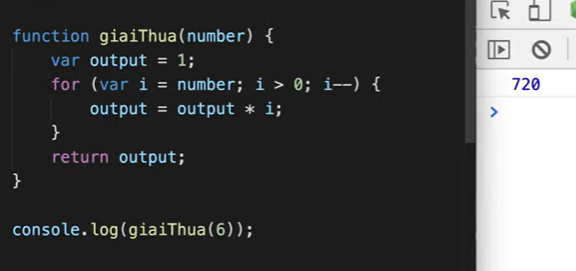 function giaiThua(number) {
    var output = 1;
    for (var i = number; i > 0; i--) {
        output = output * i;
    }
    return output;
}
console.log(giaiThua(6));
720
>